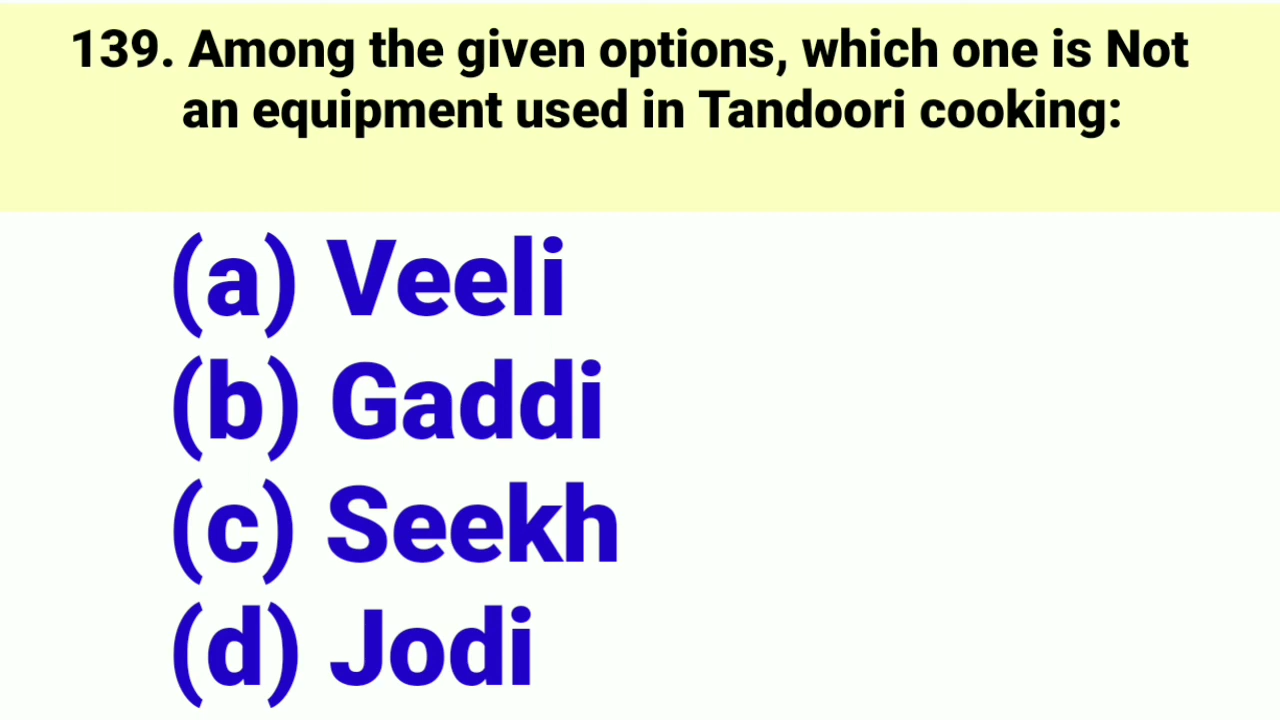 139. Among the given options, which one is Not
an equipment used in Tandoori cooking:
(a) Veeli
(b) Gaddi
(c) Seekh
(d) Jodi